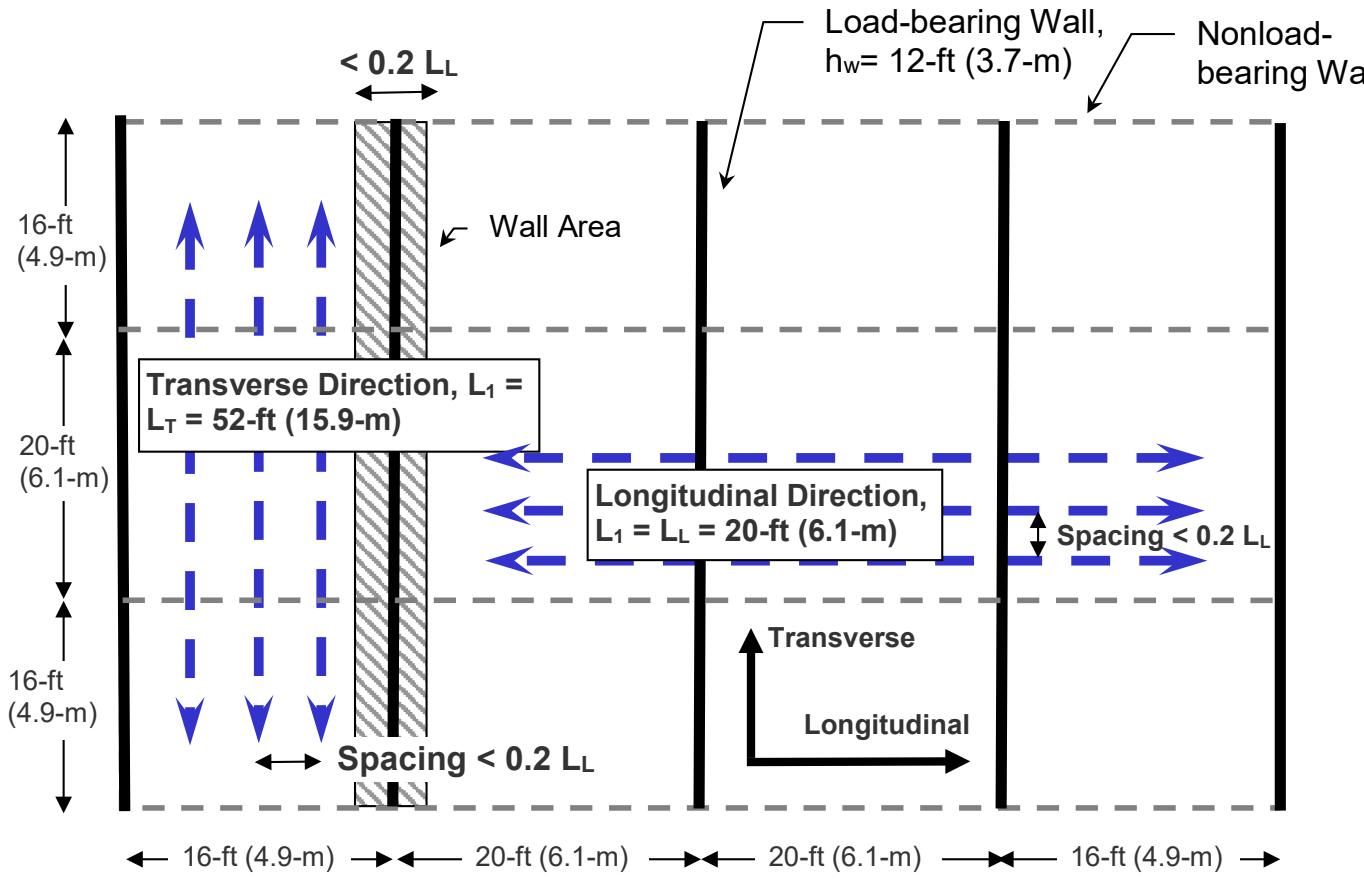 Load-bearing Wall,
hw= 12-ft (3.7-m)
Nonload-
bearing Wa
< 0.2 LL
16-ft
(4.9-m)
Wall Area
Transverse Direction, L1 =
LT = 52-ft (15.9-m)
20-ft
(6.1-m)
Longitudinal Direction,
L1 = LL = 20-ft (6.1-m)
Spacing < 0.2 LL
16-ft
(4.9-m)
Transverse
Longitudinal
Spacing < 0.2 LL
16-ft (4.9-m)
20-ft (6.1-m)
20-ft (6.1-m)
16-ft (4.9-m)